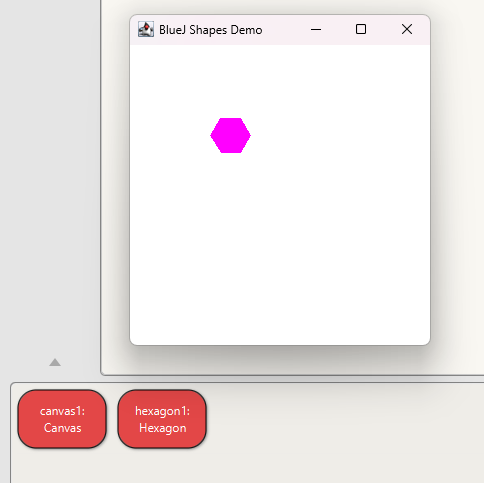 BlueJ Shapes Demo
canvas1:
Canvas
hexagon1:
Hexagon